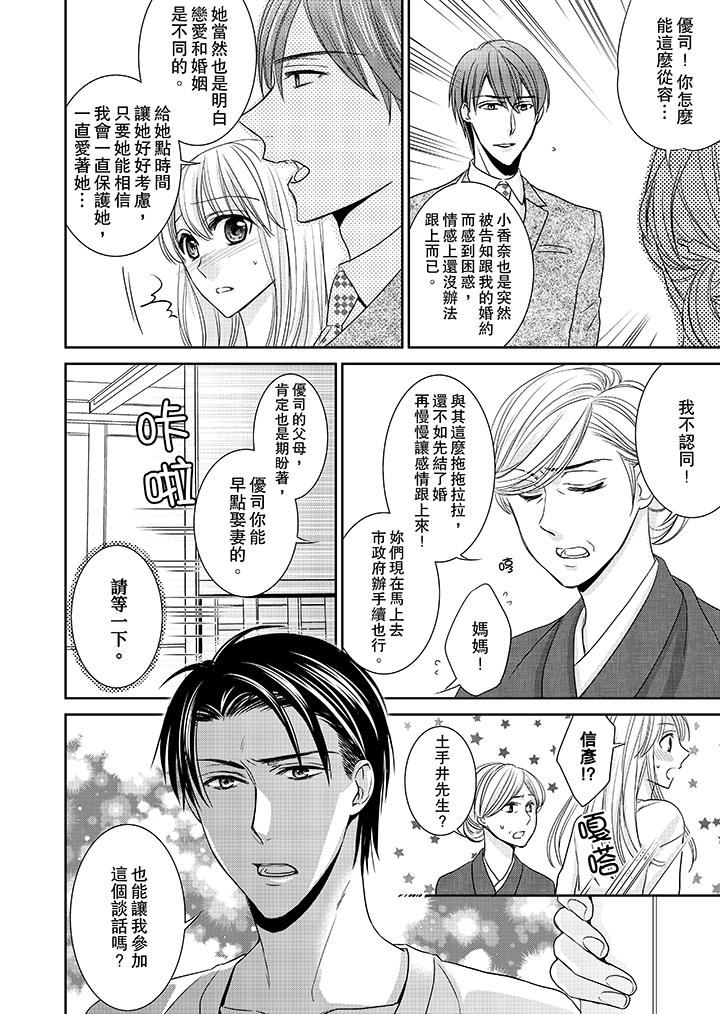 優司！你怎麼
能這麼從容…
小香奈也是突然
被告知跟我的婚約
而感到困惑，
情感上還沒辦法
跟上而已。
她當然也是明白
戀愛和婚姻
是不同的。
給她點時間
讓她好好考慮，
只要她能相信
我會一直保護她，
一直愛著她…
我不認同！
與其這麼拖拖拉拉，
還不如先結了婚
再慢慢讓感情跟上來！
妳們現在馬上去
市政府辦手續也行。
媽媽！
優司的父母，
肯定也是期盼著，
優司你能
早點娶妻的。
咔啦
請等一下。
信彥!?
嘎嗒
土手井先生？
也能讓我參加
這個談話嗎？